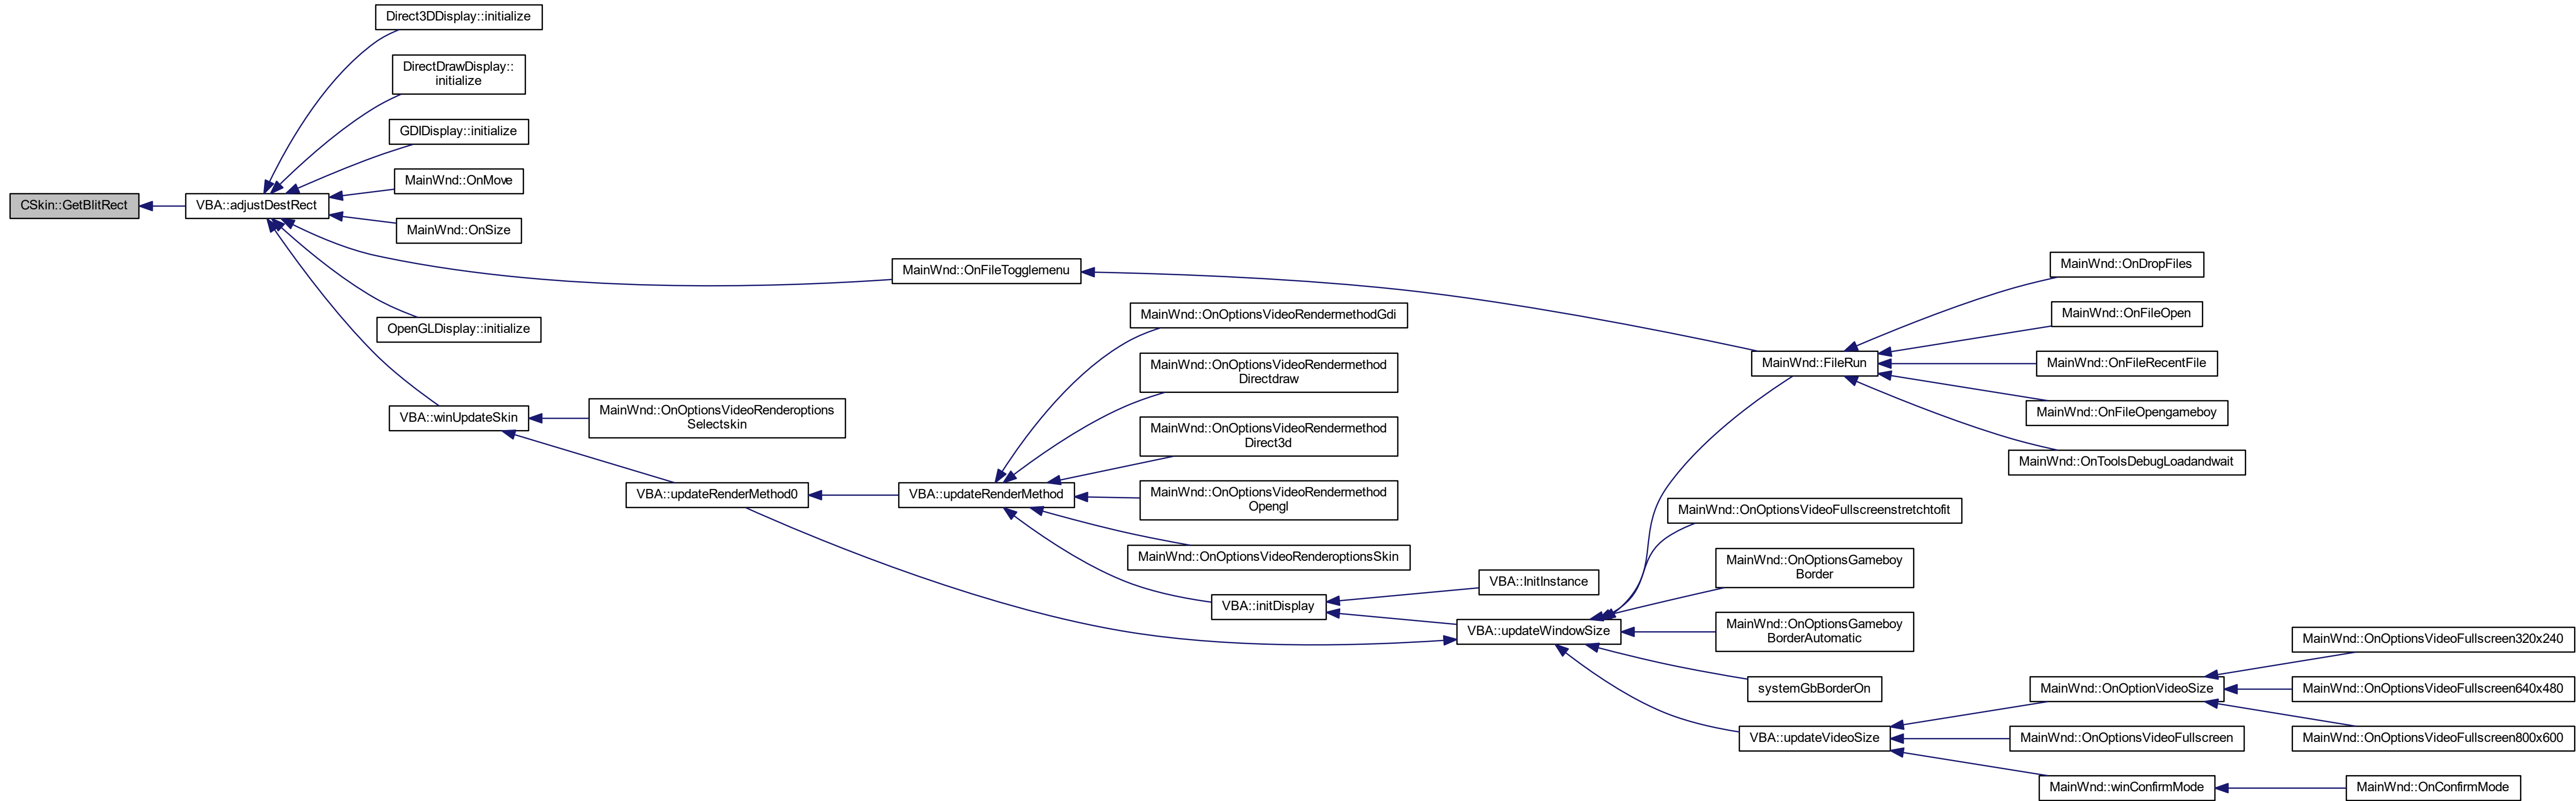 Direct3DDisplay::initialize
DirectDrawDisplay::
initialize
GDIDisplay::initialize
MainWnd::OnMove
CSkin::GetBlitRect
VBA::adjustDestRect
MainWnd::OnSize
MainWnd::OnFileTogglemenu
OpenGLDisplay::initialize
VBA::winUpdateSkin
MainWnd::OnOptionsVideoRenderoptions
Selectskin
VBA::updateRenderMethod0
VBA::updateRenderMethod
MainWnd::OnOptionsVideoRendermethodGdi
MainWnd::OnOptionsVideoRendermethod
Directdraw
MainWnd::OnOptionsVideoRendermethod
Direct3d
MainWnd::OnOptionsVideoRendermethod
Opengl
MainWnd::OnOptionsVideoRenderoptionsSkin
VBA::initDisplay
VBA::InitInstance
VBA::updateWindowSize
MainWnd::FileRun
MainWnd::OnDropFiles
MainWnd::OnFileOpen
MainWnd::OnFileRecentFile
MainWnd::OnFileOpengameboy
MainWnd::OnToolsDebugLoadandwait
MainWnd::OnOptionsVideoFullscreenstretchtofit
MainWnd::OnOptionsGameboy
Border
MainWnd::OnOptionsGameboy
BorderAutomatic
systemGbBorderOn
VBA::updateVideoSize
MainWnd::OnOptionVideoSize
MainWnd::OnOptionsVideoFullscreen
MainWnd::winConfirmMode
MainWnd::OnOptionsVideoFullscreen320x240
MainWnd::OnOptionsVideoFullscreen640x480
MainWnd::OnOptionsVideoFullscreen800x600
MainWnd::OnConfirmMode